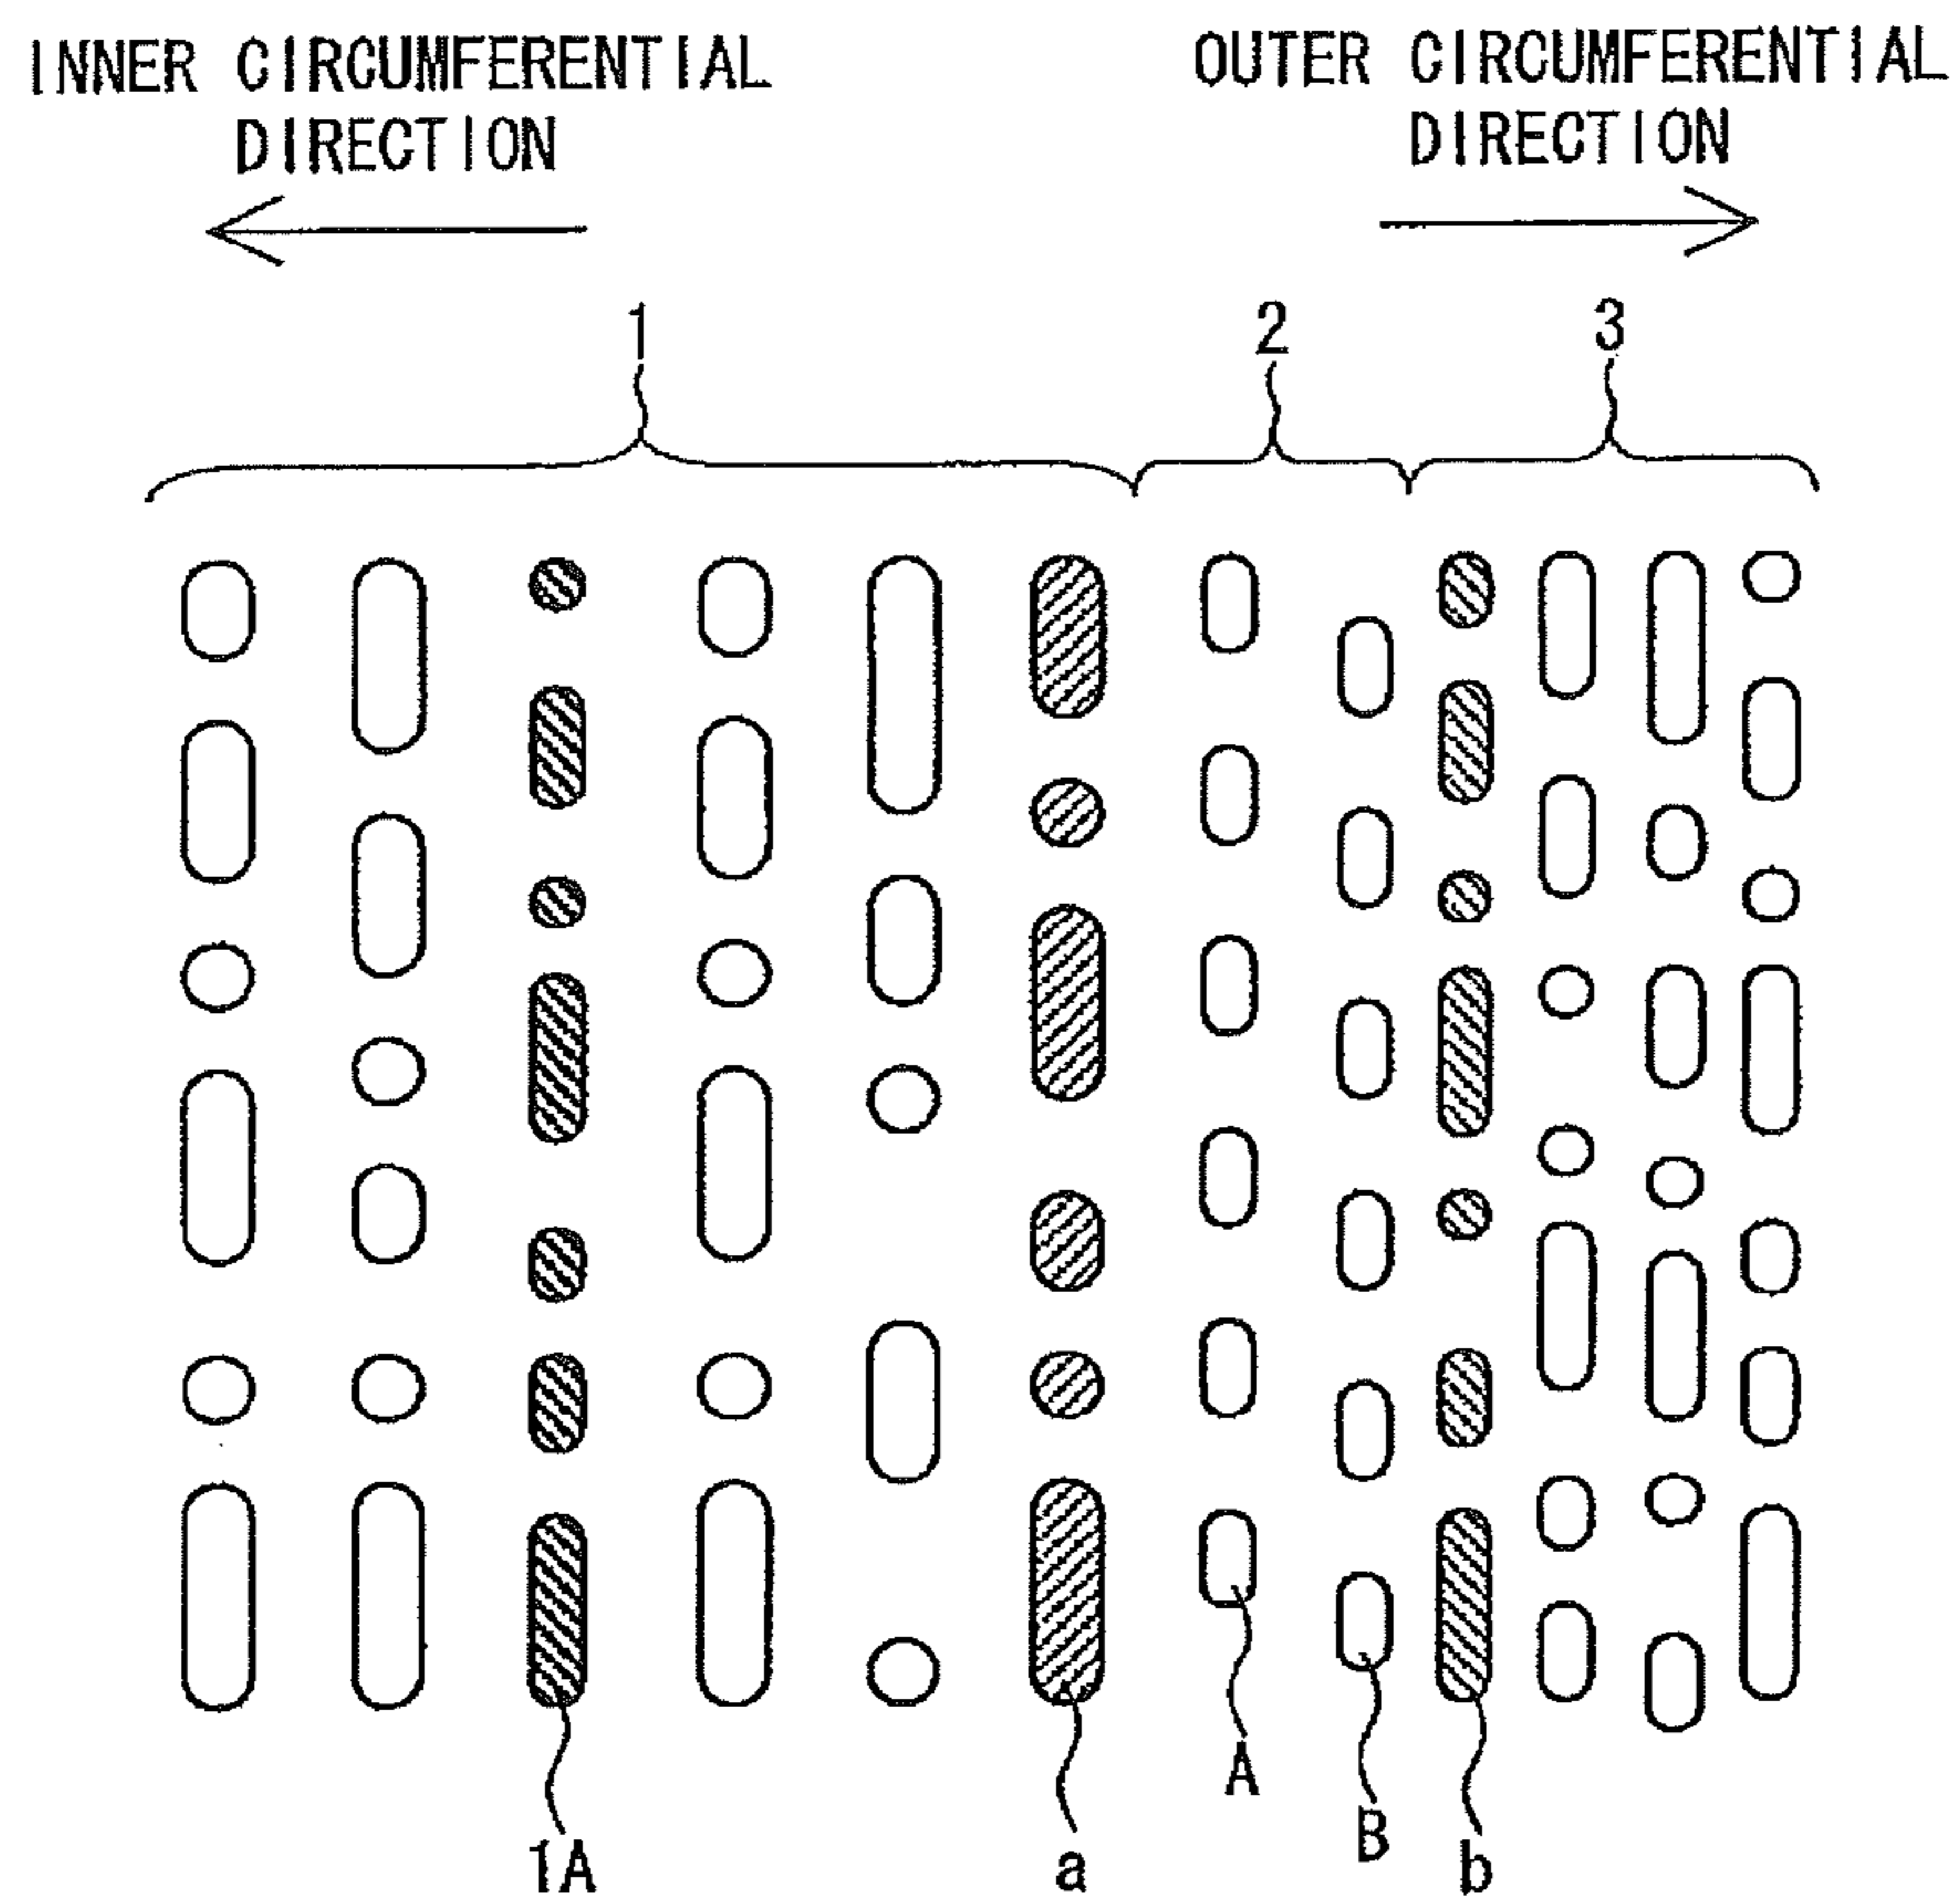 INNER CIRCUMFERENTIAL
DIRECTION
OUTER CIRCUMFERENTIAL
DIRECTION
1
2
3
1A
a
A
B
b